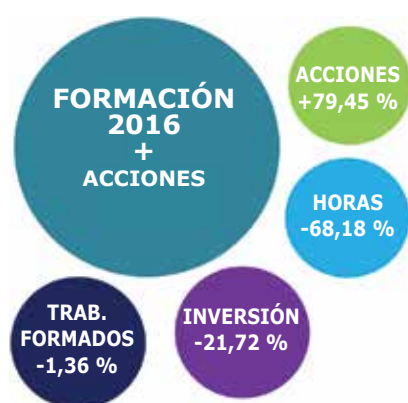 FORMACIÓN
2016
+
ACCIONES
ACCIONES
+79,45 %
HORAS
-68,18 %
INVERSIÓN
-21,72 %
TRAB.
FORMADOS
-1,36 %